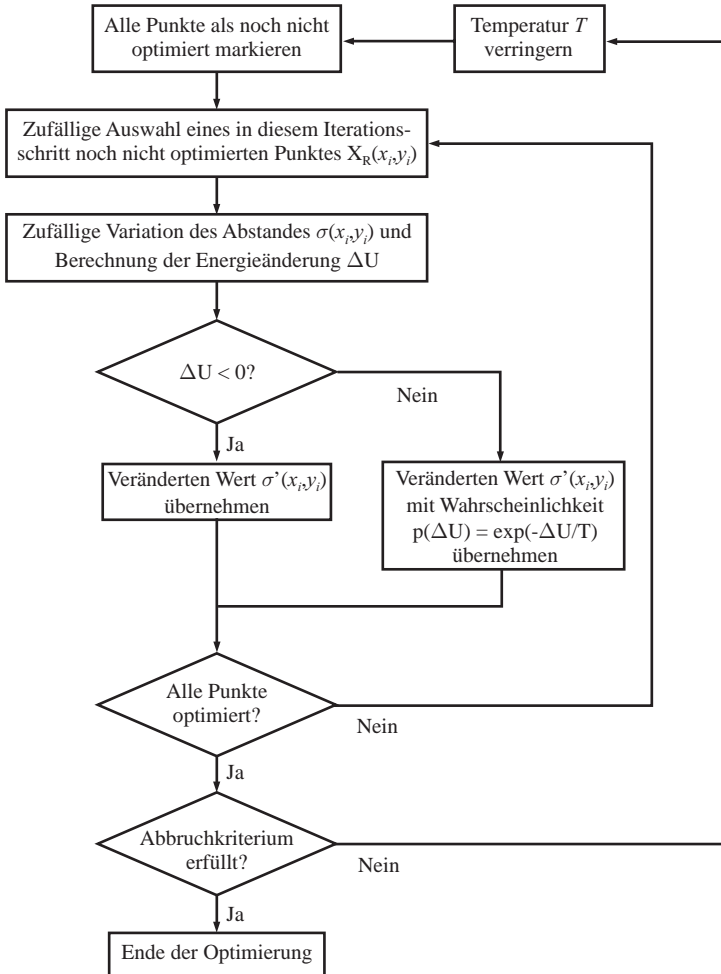 Alle Punkte als noch nicht
optimiert markieren
Temperatur T
verringern
Zufällige Auswahl eines in diesem Iterations-
schritt noch nicht optimierten Punktes X_R(x_i,y_i)
Zufällige Variation des Abstandes σ(x_i,y_i) und
Berechnung der Energieänderung ΔU
ΔU < 0?
Nein
Ja
Veränderten Wert σ’(x_i,y_i)
übernehmen
Veränderten Wert σ’(x_i,y_i)
mit Wahrscheinlichkeit
p(ΔU) = exp(-ΔU/T)
übernehmen
Alle Punkte
optimiert?
Nein
Ja
Abbruchkriterium
erfüllt?
Nein
Ja
Ende der Optimierung